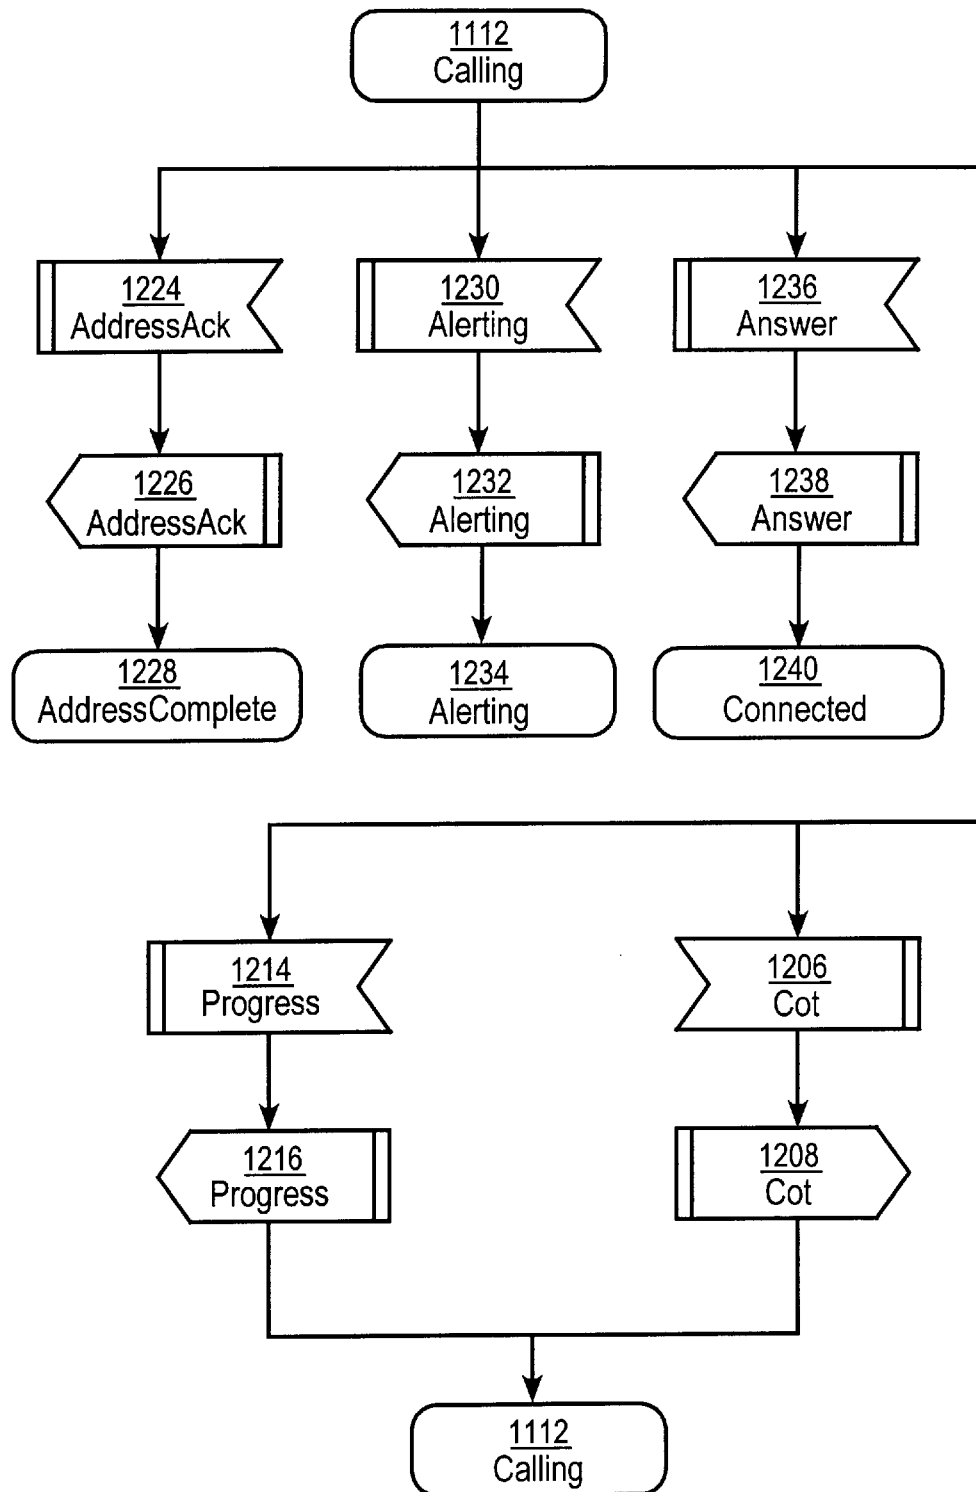 1112
Calling
1224
AddressAck
1230
Alerting
1236
Answer
1226
AddressAck
1232
Alerting
1238
Answer
1228
AddressComplete
1234
Alerting
1240
Connected
1214
Progress
1206
Cot
1216
Progress
1208
Cot
1112
Calling